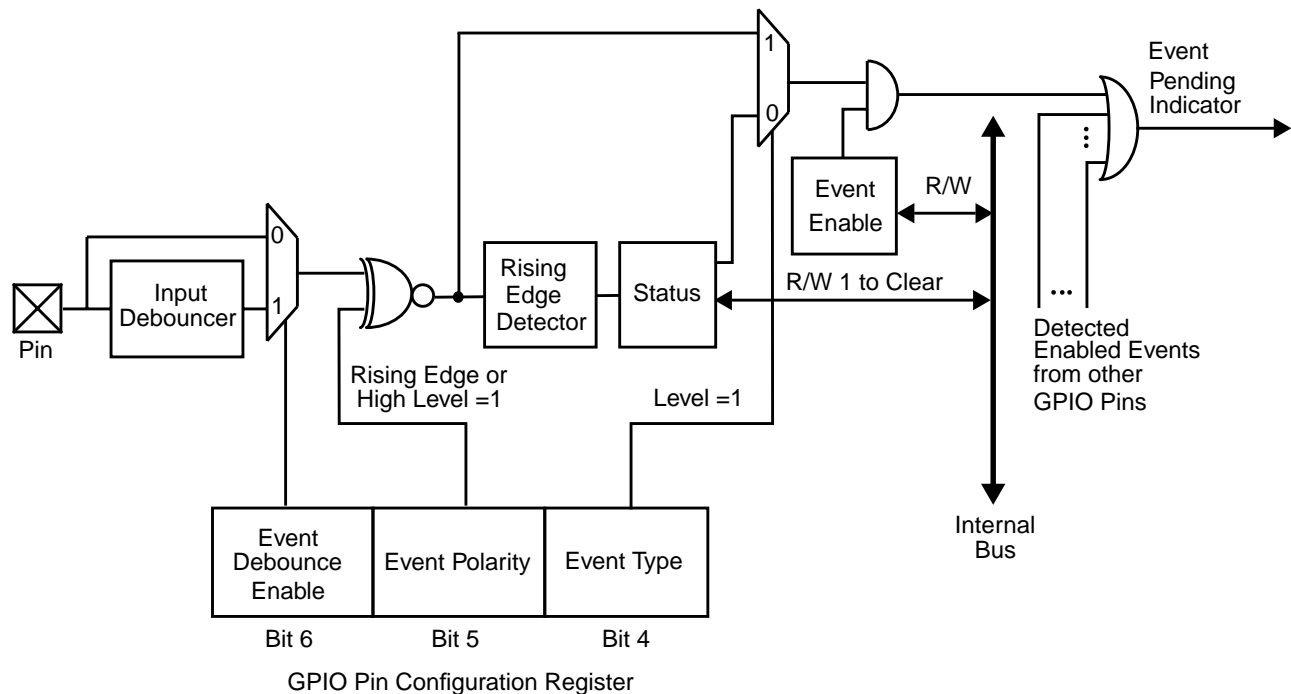 1
0
Event
Pending
Indicator
...
Event
Enable
R/W
0
1
Input
Debouncer
Pin
Rising
Edge
Detector
Status
R/W 1 to Clear
...
Detected
Enabled Events
from other
GPIO Pins
Rising Edge or
High Level =1
Level =1
Event
Debounce
Enable
Event Polarity
Event Type
Internal
Bus
Bit 6
Bit 5
Bit 4
GPIO Pin Configuration Register